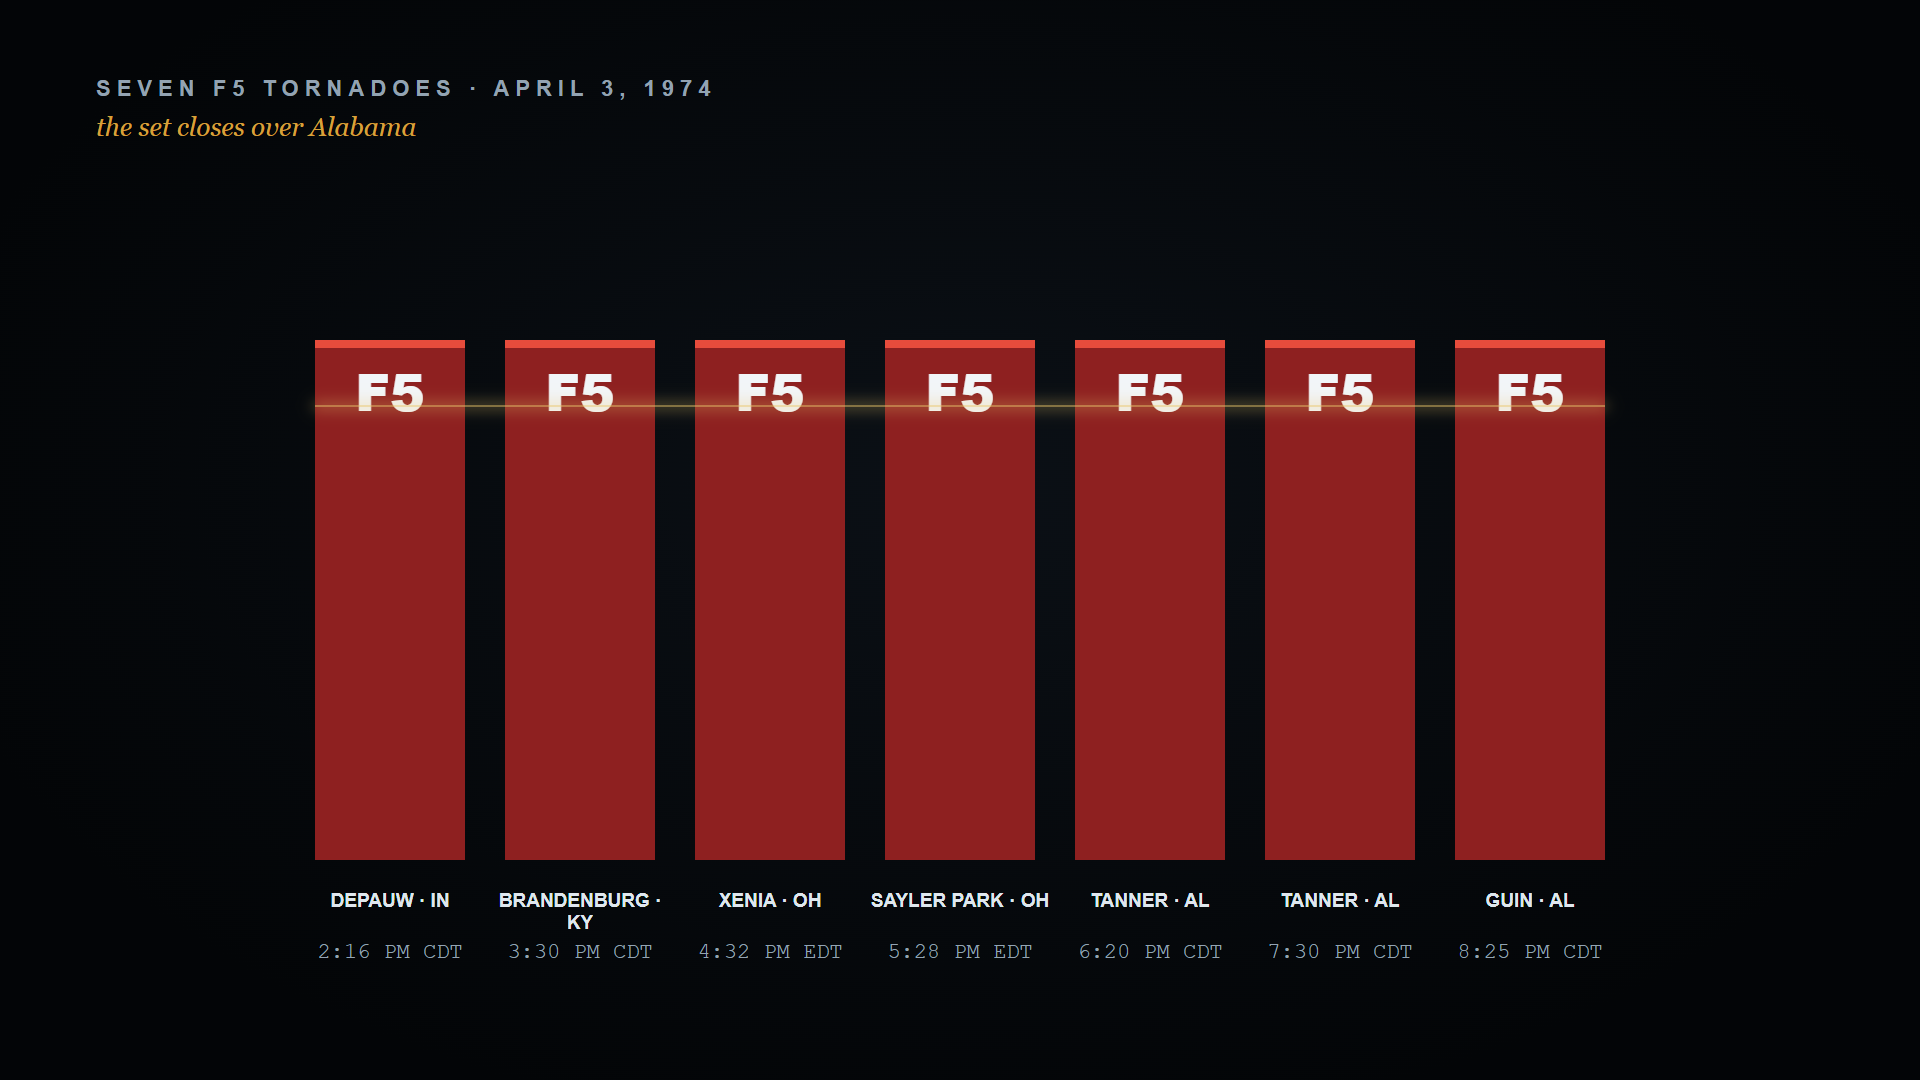 SEVEN F5 TORNADOES · APRIL 3, 1974
the set closes over Alabama
F5 F5 F5 F5 F5 F5 F5
DEPAUW · IN
2:16 PM CDT
BRANDENBURG ·
KY
3:30 PM CDT
XENIA · OH
4:32 PM EDT
SAYLER PARK · OH
5:28 PM EDT
TANNER · AL
6:20 PM CDT
TANNER · AL
7:30 PM CDT
GUIN · AL
8:25 PM CDT